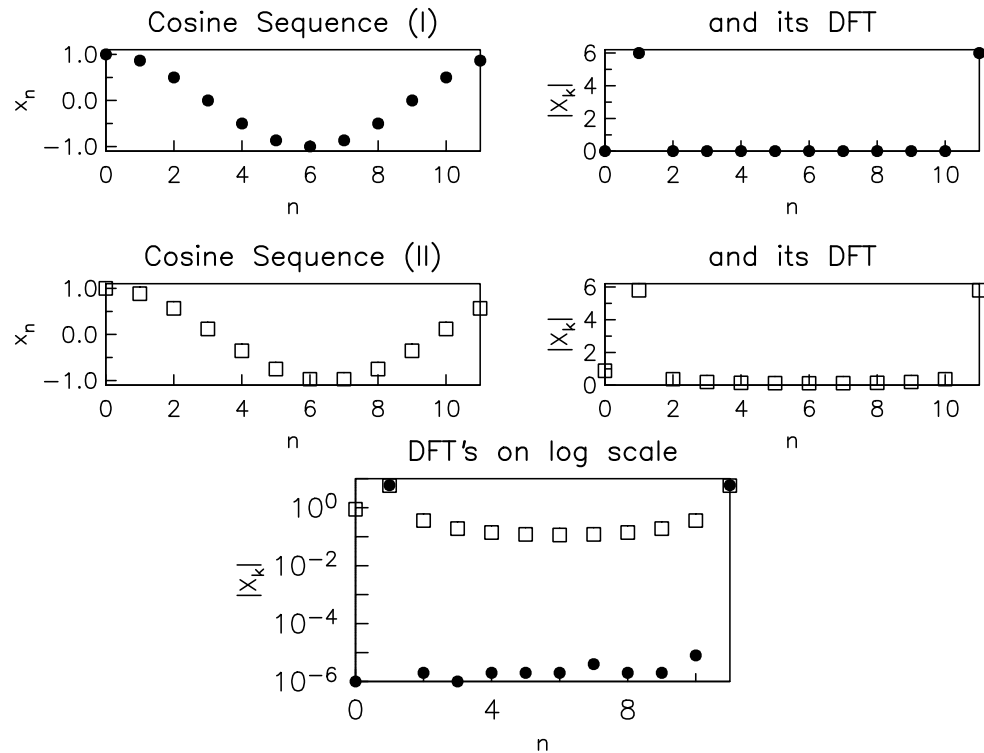 Cosine Sequence (I)
and its DFT
1.0
0.0
−1.0
x_n
0 2 4 6 8 10
n
6
4
2
0
|X_k|
0 2 4 6 8 10
n
Cosine Sequence (II)
and its DFT
1.0
0.0
−1.0
x_n
0 2 4 6 8 10
n
6
4
2
0
|X_k|
0 2 4 6 8 10
n
DFT's on log scale
10^0
10^−2
10^−4
10^−6
|X_k|
0 4 8
n